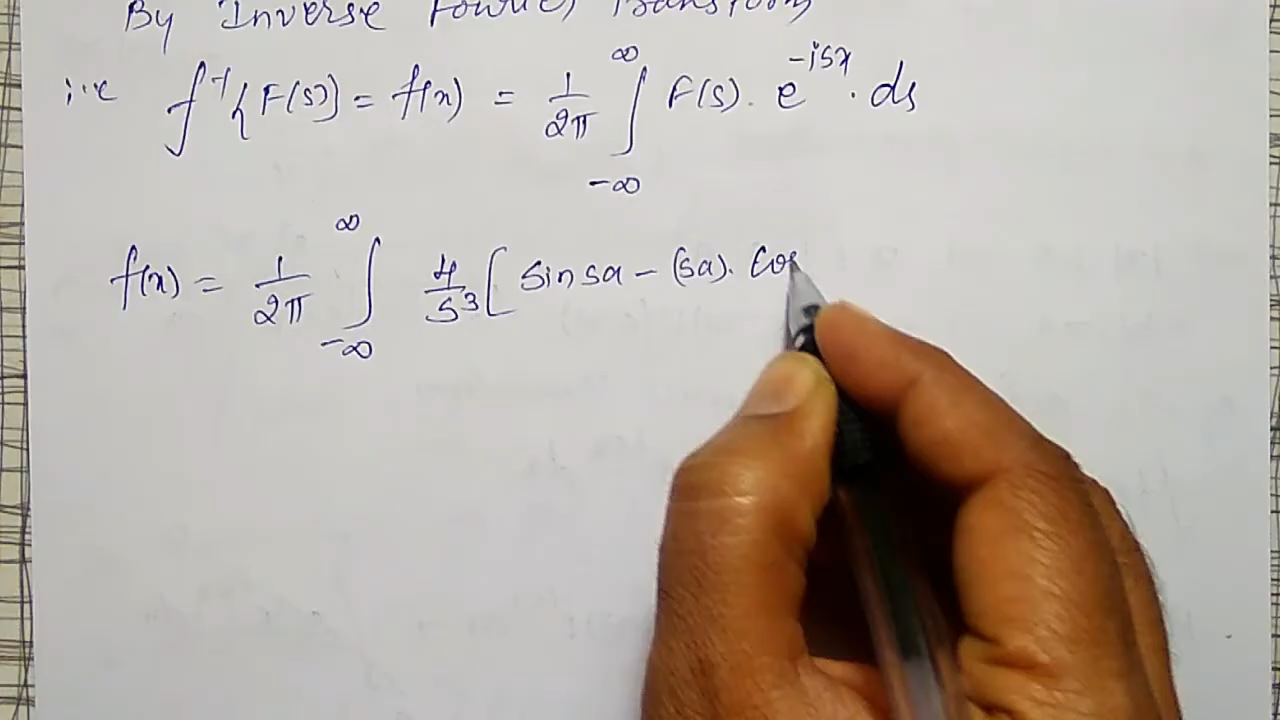 By Inverse Fourier Transform
i.e f⁻¹{F(s)} = f(x) = 1/2π ∫_{-∞}^{∞} F(s). e^{-isx} . ds
f(x) = 1/2π ∫_{-∞}^{∞} 4/s³ [ Sin sa - (sa). Cos